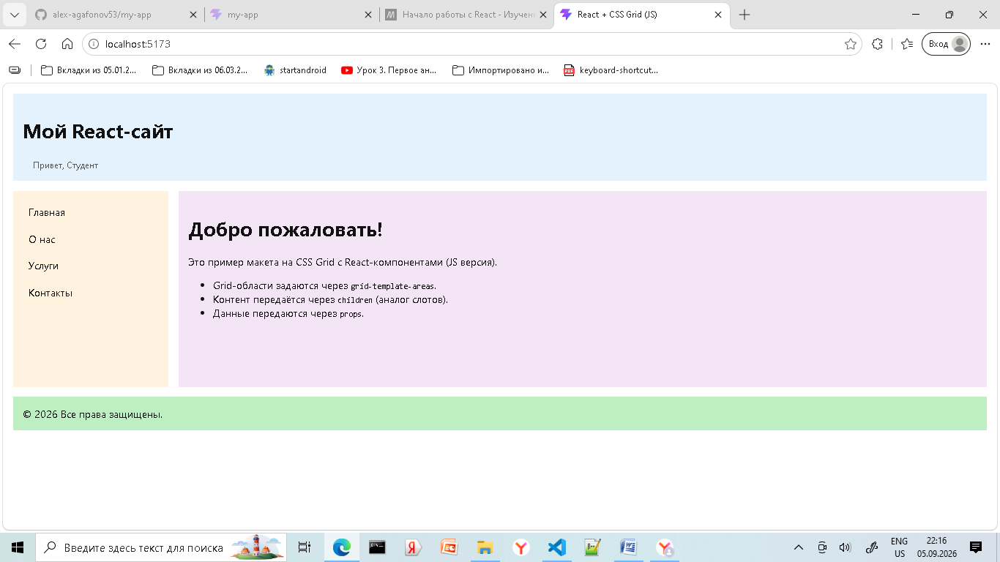 alex-agafonov53/my-app
my-app
Начало работы с React - Изучени
React + CSS Grid (JS)
localhost:5173
Вход
Вкладки из 05.01.2...
Вкладки из 06.03.2...
startandroid
Урок 3. Первое ан...
Импортировано и...
keyboard-shortcut...
Мой React-сайт
Привет, Студент
Главная
О нас
Услуги
Контакты
Добро пожаловать!
Это пример макета на CSS Grid с React-компонентами (JS версия).
Grid-области задаются через grid-template-areas.
Контент передаётся через children (аналог слотов).
Данные передаются через props.
© 2026 Все права защищены.
Введите здесь текст для поиска
ENG
US
22:16
05.09.2026